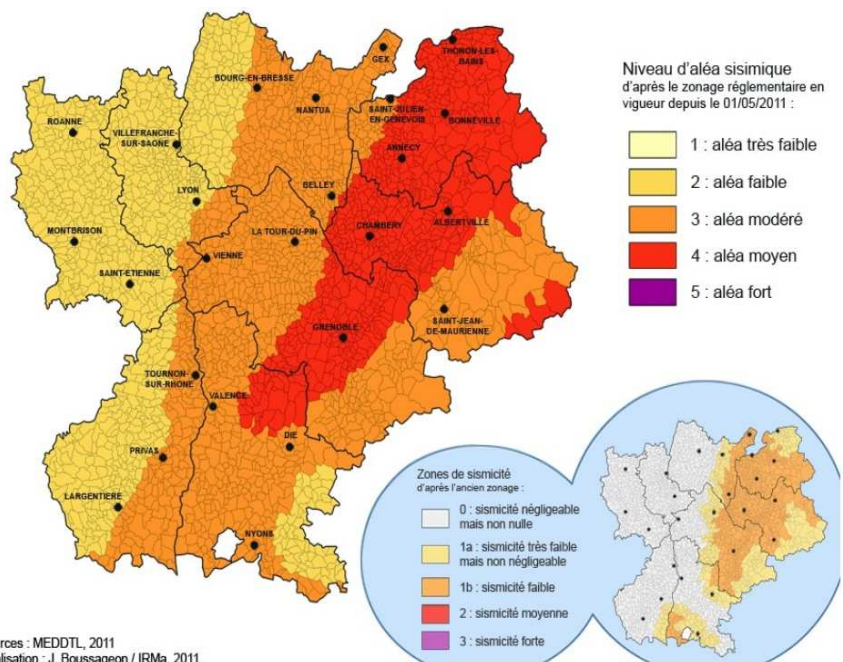 THONON-LES-
BAINS
GEX
BOURG-EN-BRESSE
NANTUA
SAINT-JULIEN-
EN-GENEVOIS
BONNEVILLE
ROANNE
VILLEFRANCHE-
SUR-SAONE
ANNECY
LYON
BELLEY
ALBERTVILLE
MONTBRISON
LA TOUR-DU-PIN
CHAMBERY
VIENNE
SAINT-ETIENNE
SAINT-JEAN-
DE-MAURIENNE
GRENOBLE
TOURNON-
SUR-RHONE
VALENCE
DIE
PRIVAS
LARGENTIERE
NYONS
Niveau d'aléa sisimique
d'après le zonage réglementaire en
vigueur depuis le 01/05/2011 :
1 : aléa très faible
2 : aléa faible
3 : aléa modéré
4 : aléa moyen
5 : aléa fort
Zones de sismicité
d'après l'ancien zonage :
0 : sismicité négligeable
mais non nulle
1a : sismicité très faible
mais non négligeable
1b : sismicité faible
2 : sismicité moyenne
3 : sismicité forte
rces : MEDDTL, 2011
alisation : J. Boussageon / IRMa, 2011